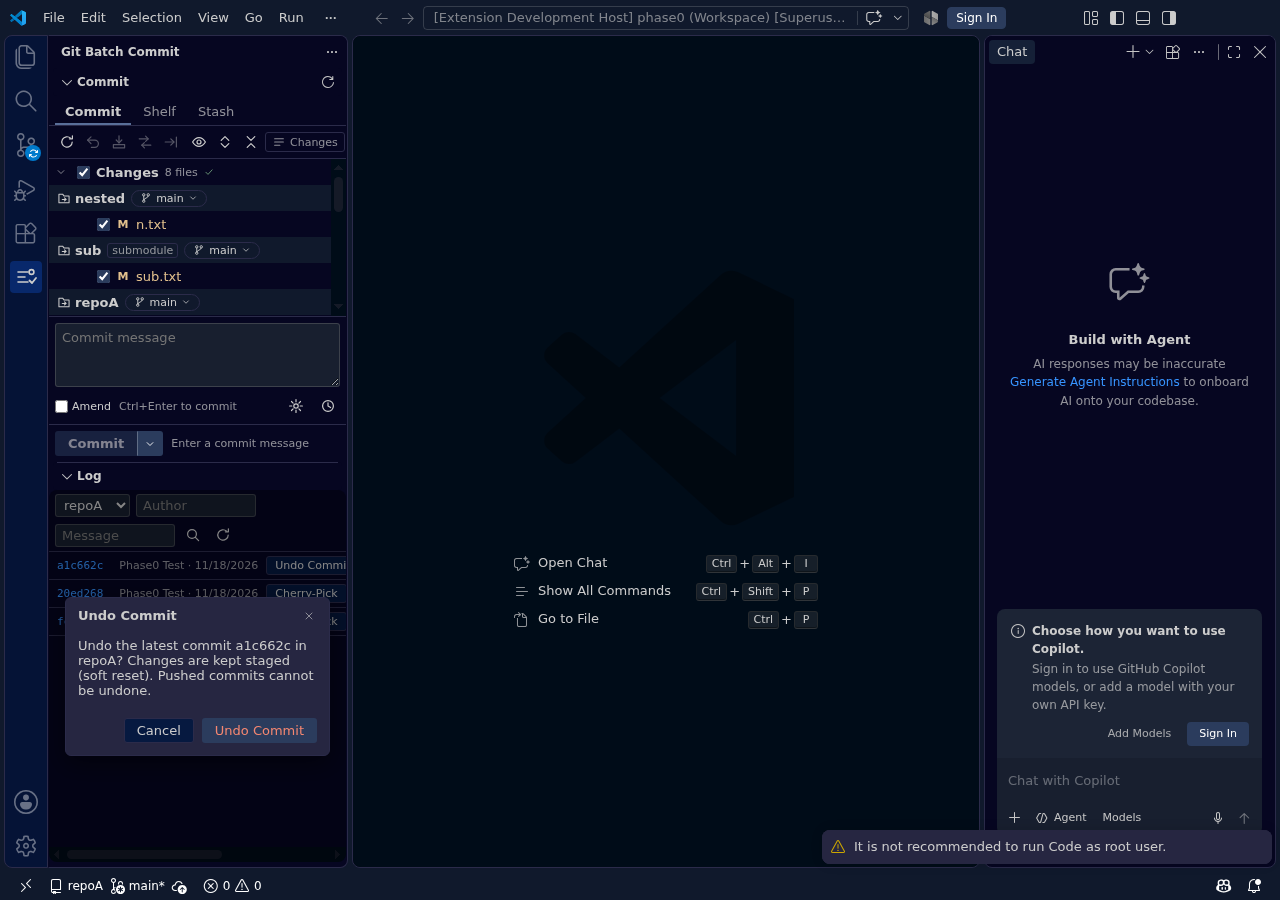 File Edit Selection View Go Run ···
[Extension Development Host] phase0 (Workspace) [Superus…
Sign In
Git Batch Commit
Commit
Commit Shelf Stash
Changes
Changes 8 files
nested main
M n.txt
sub submodule main
M sub.txt
repoA main
Commit message
Amend Ctrl+Enter to commit
Commit Enter a commit message
Log
repoA Author
Message
a1c662c Phase0 Test · 11/18/2026 Undo Commi
20ed268 Phase0 Test · 11/18/2026 Cherry-Pick
Undo Commit
Undo the latest commit a1c662c in
repoA? Changes are kept staged
(soft reset). Pushed commits cannot
be undone.
Cancel Undo Commit
Open Chat Ctrl + Alt + I
Show All Commands Ctrl + Shift + P
Go to File Ctrl + P
Chat
Build with Agent
AI responses may be inaccurate
Generate Agent Instructions to onboard
AI onto your codebase.
Choose how you want to use
Copilot.
Sign in to use GitHub Copilot
models, or add a model with your
own API key.
Add Models Sign In
Chat with Copilot
Agent Models
It is not recommended to run Code as root user.
repoA main* 0 0